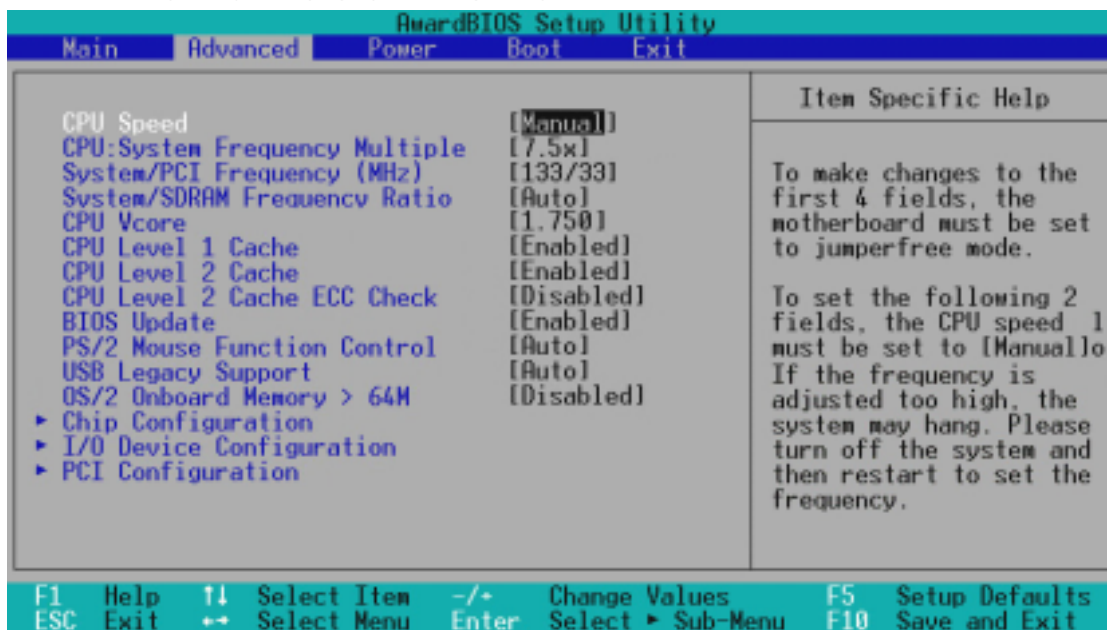 AwardBIOS Setup Utility
Main Advanced Power Boot Exit
CPU Speed [Manual]
CPU:System Frequency Multiple [7.5x]
System/PCI Frequency (MHz) [133/33]
System/SDRAM Frequency Ratio [Auto]
CPU Vcore [1.750]
CPU Level 1 Cache [Enabled]
CPU Level 2 Cache [Enabled]
CPU Level 2 Cache ECC Check [Disabled]
BIOS Update [Enabled]
PS/2 Mouse Function Control [Auto]
USB Legacy Support [Auto]
OS/2 Onboard Memory > 64M [Disabled]
► Chip Configuration
► I/O Device Configuration
► PCI Configuration
Item Specific Help
To make changes to the
first 4 fields, the
motherboard must be set
to jumperfree mode.
To set the following 2
fields, the CPU speed l
must be set to [Manuallo
If the frequency is
adjusted too high, the
system may hang. Please
turn off the system and
then restart to set the
frequency.
F1 Help ↑↓ Select Item -/+ Change Values F5 Setup Defaults
ESC Exit ←→ Select Menu Enter Select ► Sub-Menu F10 Save and Exit